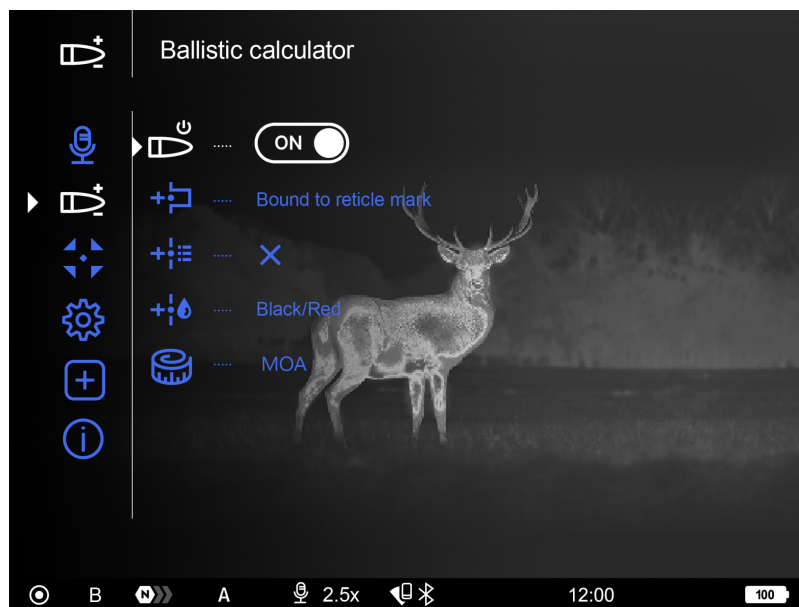 Ballistic calculator
ON
Bound to reticle mark
Black/Red
MOA
B N A 2.5x 12:00 100